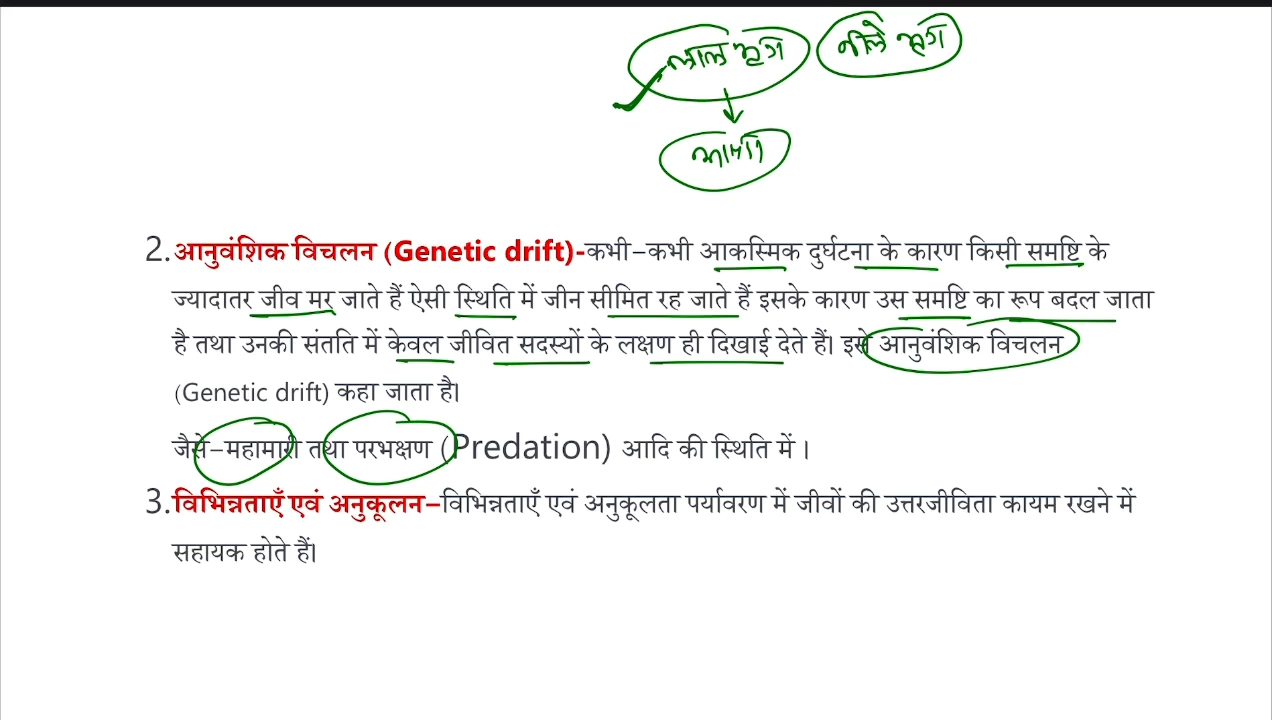 लाल भृंग नीले भृंग
2. आनुवंशिक विचलन (Genetic drift)-कभी–कभी आकस्मिक दुर्घटना के कारण किसी समष्टि के
ज्यादातर जीव मर जाते हैं ऐसी स्थिति में जीन सीमित रह जाते हैं इसके कारण उस समष्टि का रूप बदल जाता
है तथा उनकी संतति में केवल जीवित सदस्यों के लक्षण ही दिखाई देते हैं। इसे आनुवंशिक विचलन
(Genetic drift) कहा जाता है।
जैसे–महामारी तथा परभक्षण (Predation) आदि की स्थिति में ।
3. विभिन्नताएँ एवं अनुकूलन–विभिन्नताएँ एवं अनुकूलता पर्यावरण में जीवों की उत्तरजीविता कायम रखने में
सहायक होते हैं।